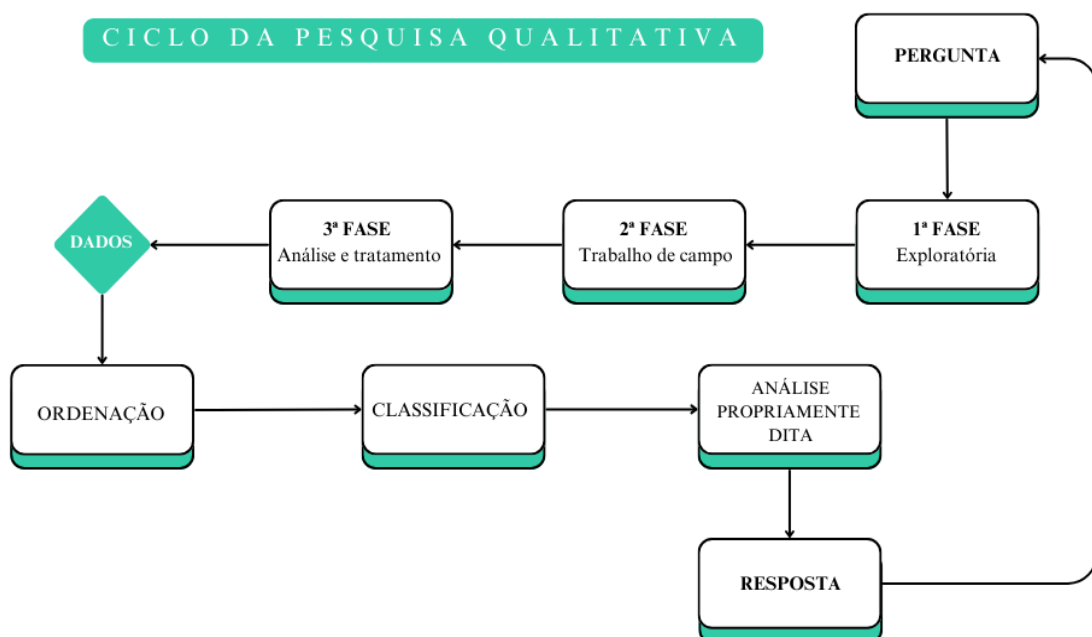 CICLO DA PESQUISA QUALITATIVA
PERGUNTA
1ª FASE
Exploratória
2ª FASE
Trabalho de campo
3ª FASE
Análise e tratamento
DADOS
ORDENAÇÃO
CLASSIFICAÇÃO
ANÁLISE
PROPRIAMENTE
DITA
RESPOSTA